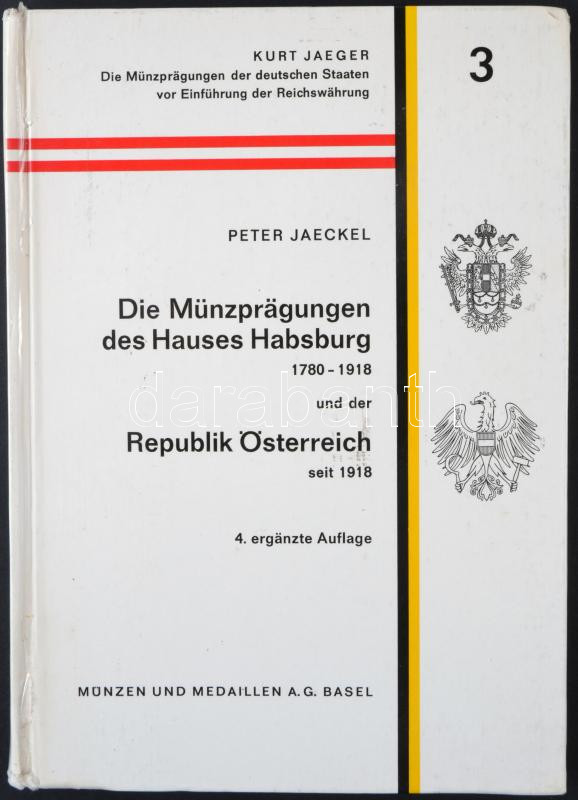 KURT JAEGER
Die Münzprägungen der deutschen Staaten
vor Einführung der Reichswährung
3
PETER JAECKEL
Die Münzprägungen
des Hauses Habsburg
1780 – 1918
und der
darabanth
Republik Österreich
seit 1918
4. ergänzte Auflage
MÜNZEN UND MEDAILLEN A.G. BASEL